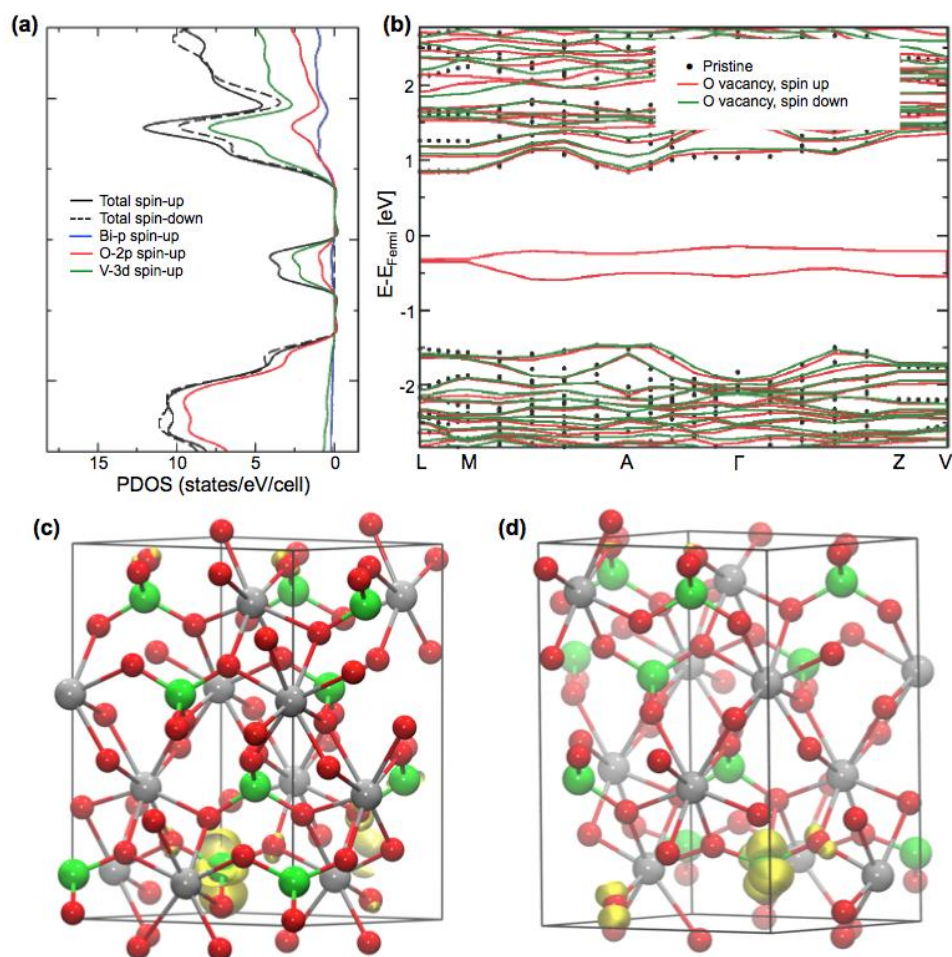 (a)
Total spin-up
Total spin-down
Bi-p spin-up
O-2p spin-up
V-3d spin-up
15 10 5 0
PDOS (states/eV/cell)
(b)
Pristine
O vacancy, spin up
O vacancy, spin down
2
1
0
-1
-2
E-E_Fermi [eV]
L M A Γ Z V
(c)
(d)